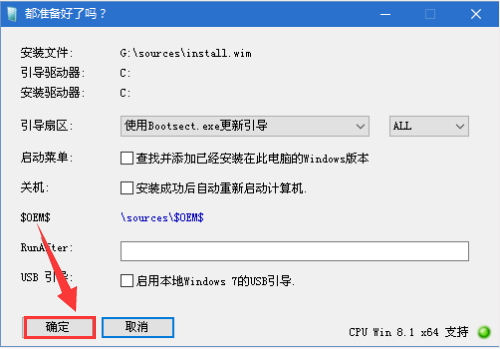 都准备好了吗？
安装文件: G:\sources\install.wim
引导驱动器: C:
安装驱动器: C:
引导扇区: 使用Bootsect.exe更新引导 ALL
启动菜单: 查找并添加已经安装在此电脑的Windows版本
关机: 安装成功后自动重新启动计算机.
$OEM$ \sources\$OEM$
RunAfter:
USB 引导: 启用本地Windows 7的USB引导.
确定 取消
CPU Win 8.1 x64 支持